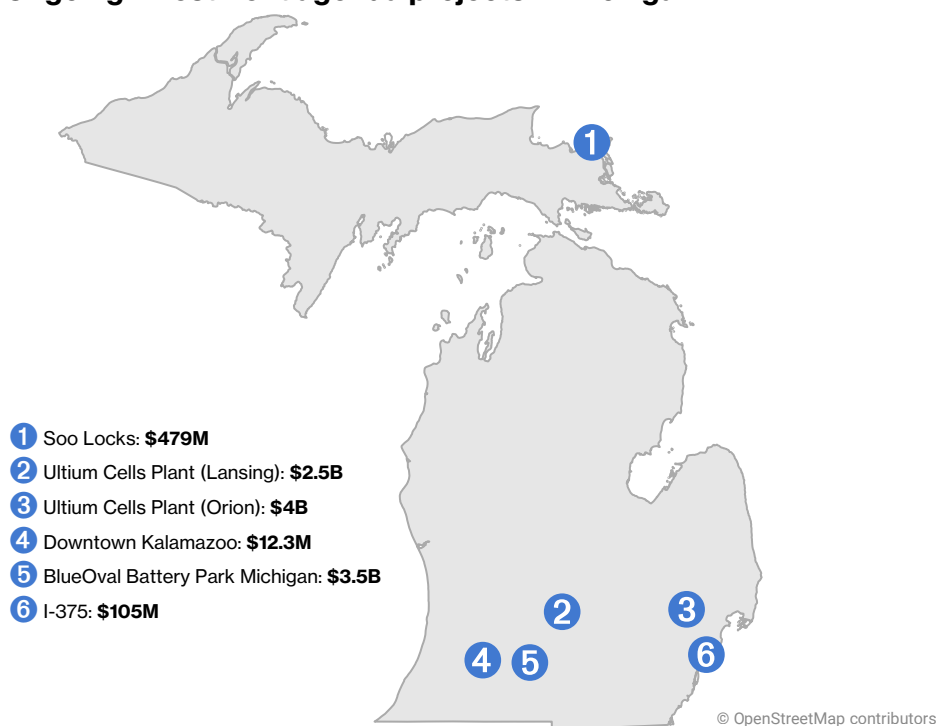 1 Soo Locks: $479M
2 Ultium Cells Plant (Lansing): $2.5B
3 Ultium Cells Plant (Orion): $4B
4 Downtown Kalamazoo: $12.3M
5 BlueOval Battery Park Michigan: $3.5B
6 I-375: $105M
1
2
3
4
5
6
© OpenStreetMap contributors